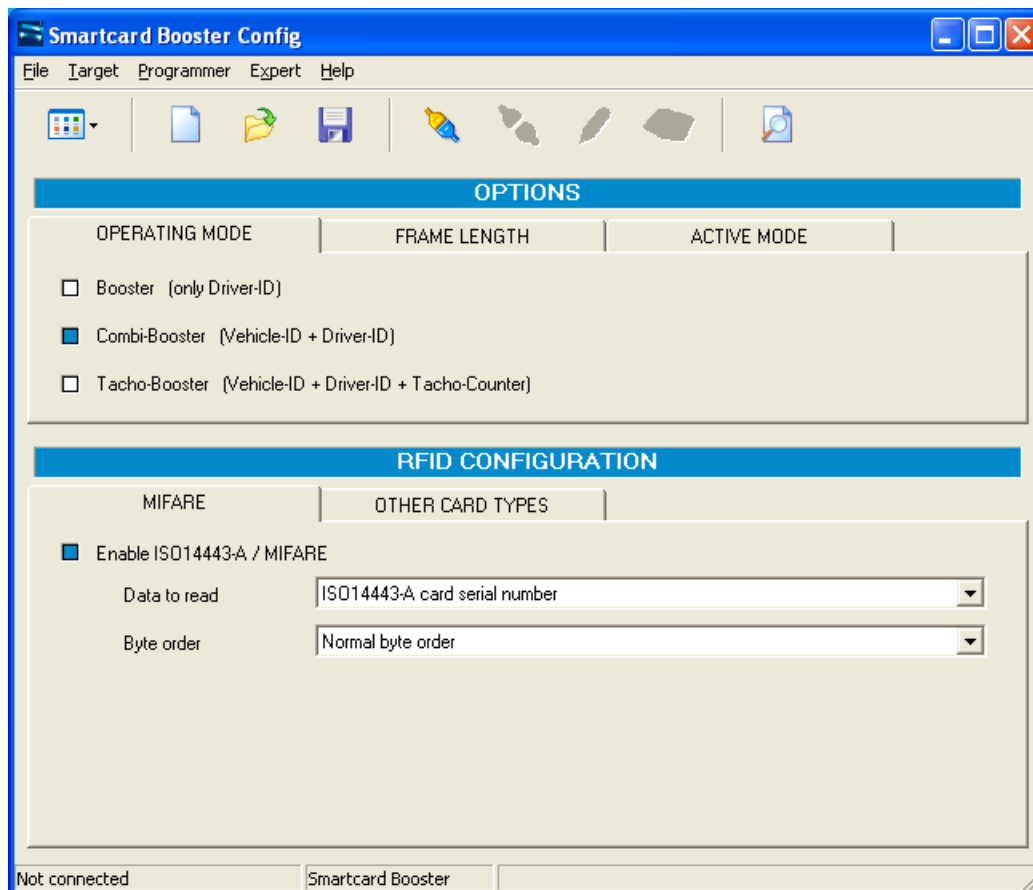 Smartcard Booster Config
File Target Programmer Expert Help
OPTIONS
OPERATING MODE FRAME LENGTH ACTIVE MODE
Booster (only Driver-ID)
Combi-Booster (Vehicle-ID + Driver-ID)
Tacho-Booster (Vehicle-ID + Driver-ID + Tacho-Counter)
RFID CONFIGURATION
MIFARE OTHER CARD TYPES
Enable ISO14443-A / MIFARE
Data to read ISO14443-A card serial number
Byte order Normal byte order
Not connected Smartcard Booster